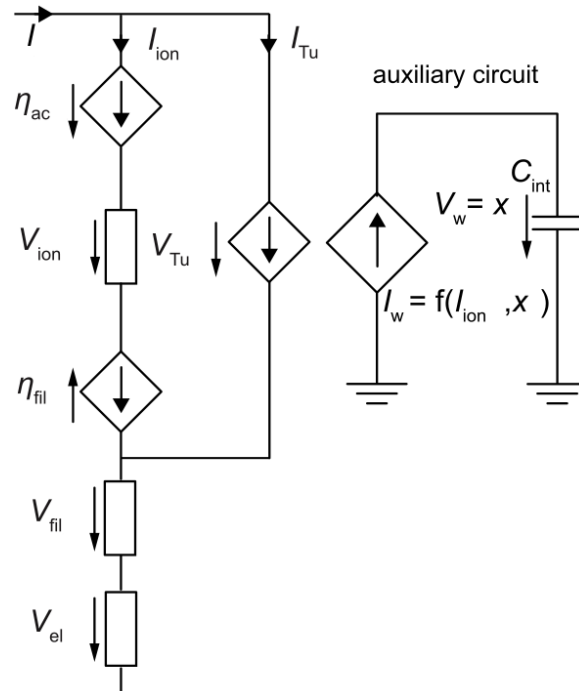 I
I_ion
I_Tu
η_ac
auxiliary circuit
C_int
V_w = x
V_ion
V_Tu
I_w = f(I_ion , x )
η_fil
V_fil
V_el